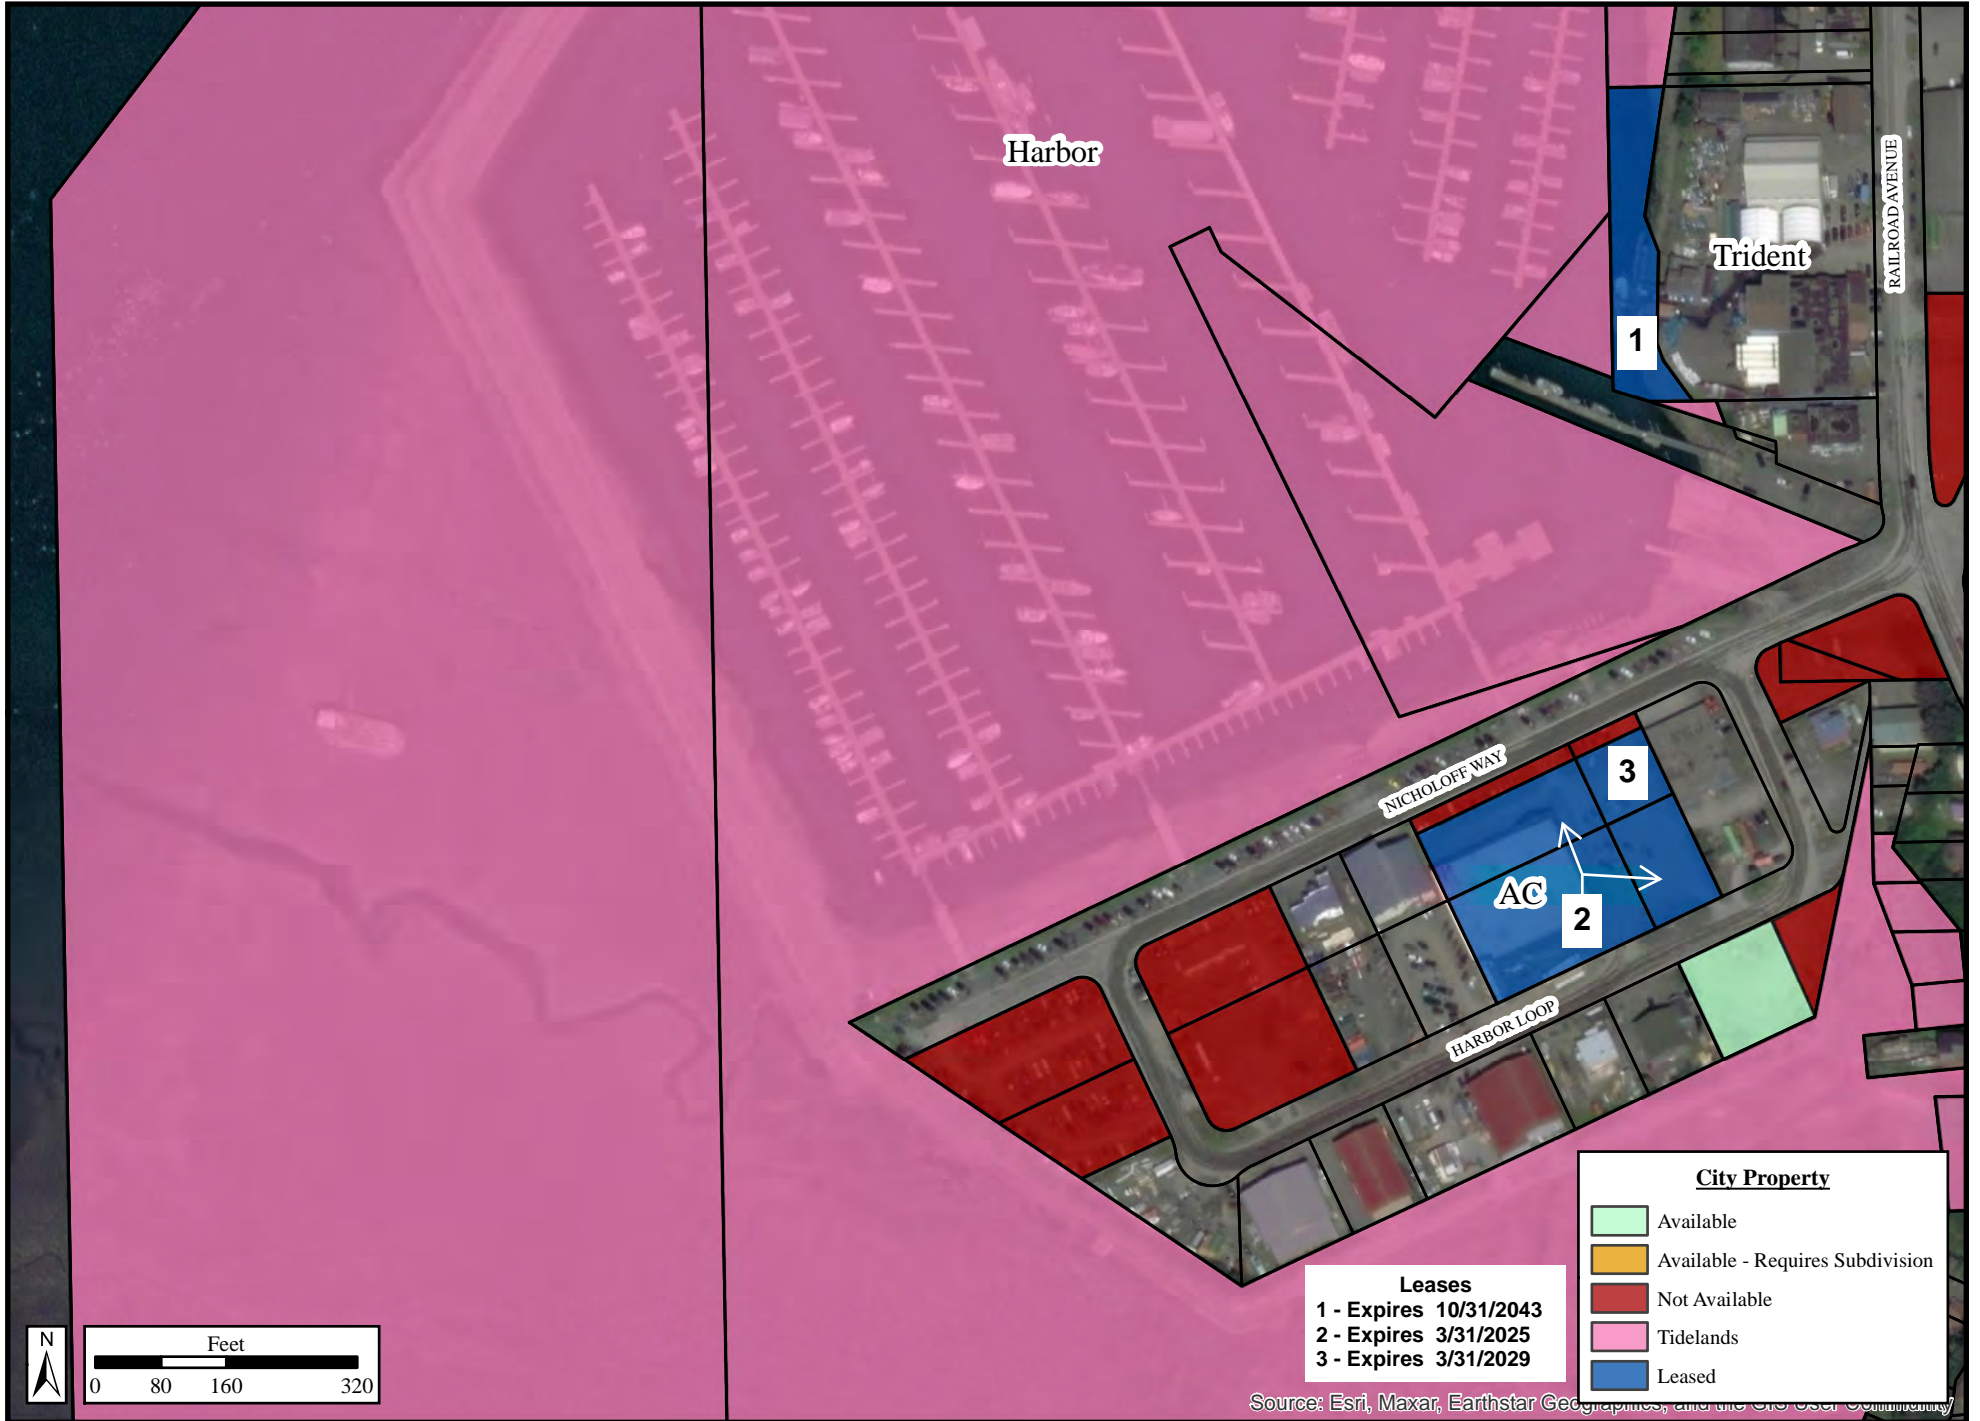 Harbor
RAILROAD AVENUE
Trident
1
3
NICHOLOFF WAY
AC
2
HARBOR LOOP
City Property
Available
Available - Requires Subdivision
Not Available
Tidelands
Leased
Leases
1 - Expires 10/31/2043
2 - Expires 3/31/2025
3 - Expires 3/31/2029
N
Feet
0 80 160 320
Source: Esri, Maxar, Earthstar Geographics, and the GIS User Community